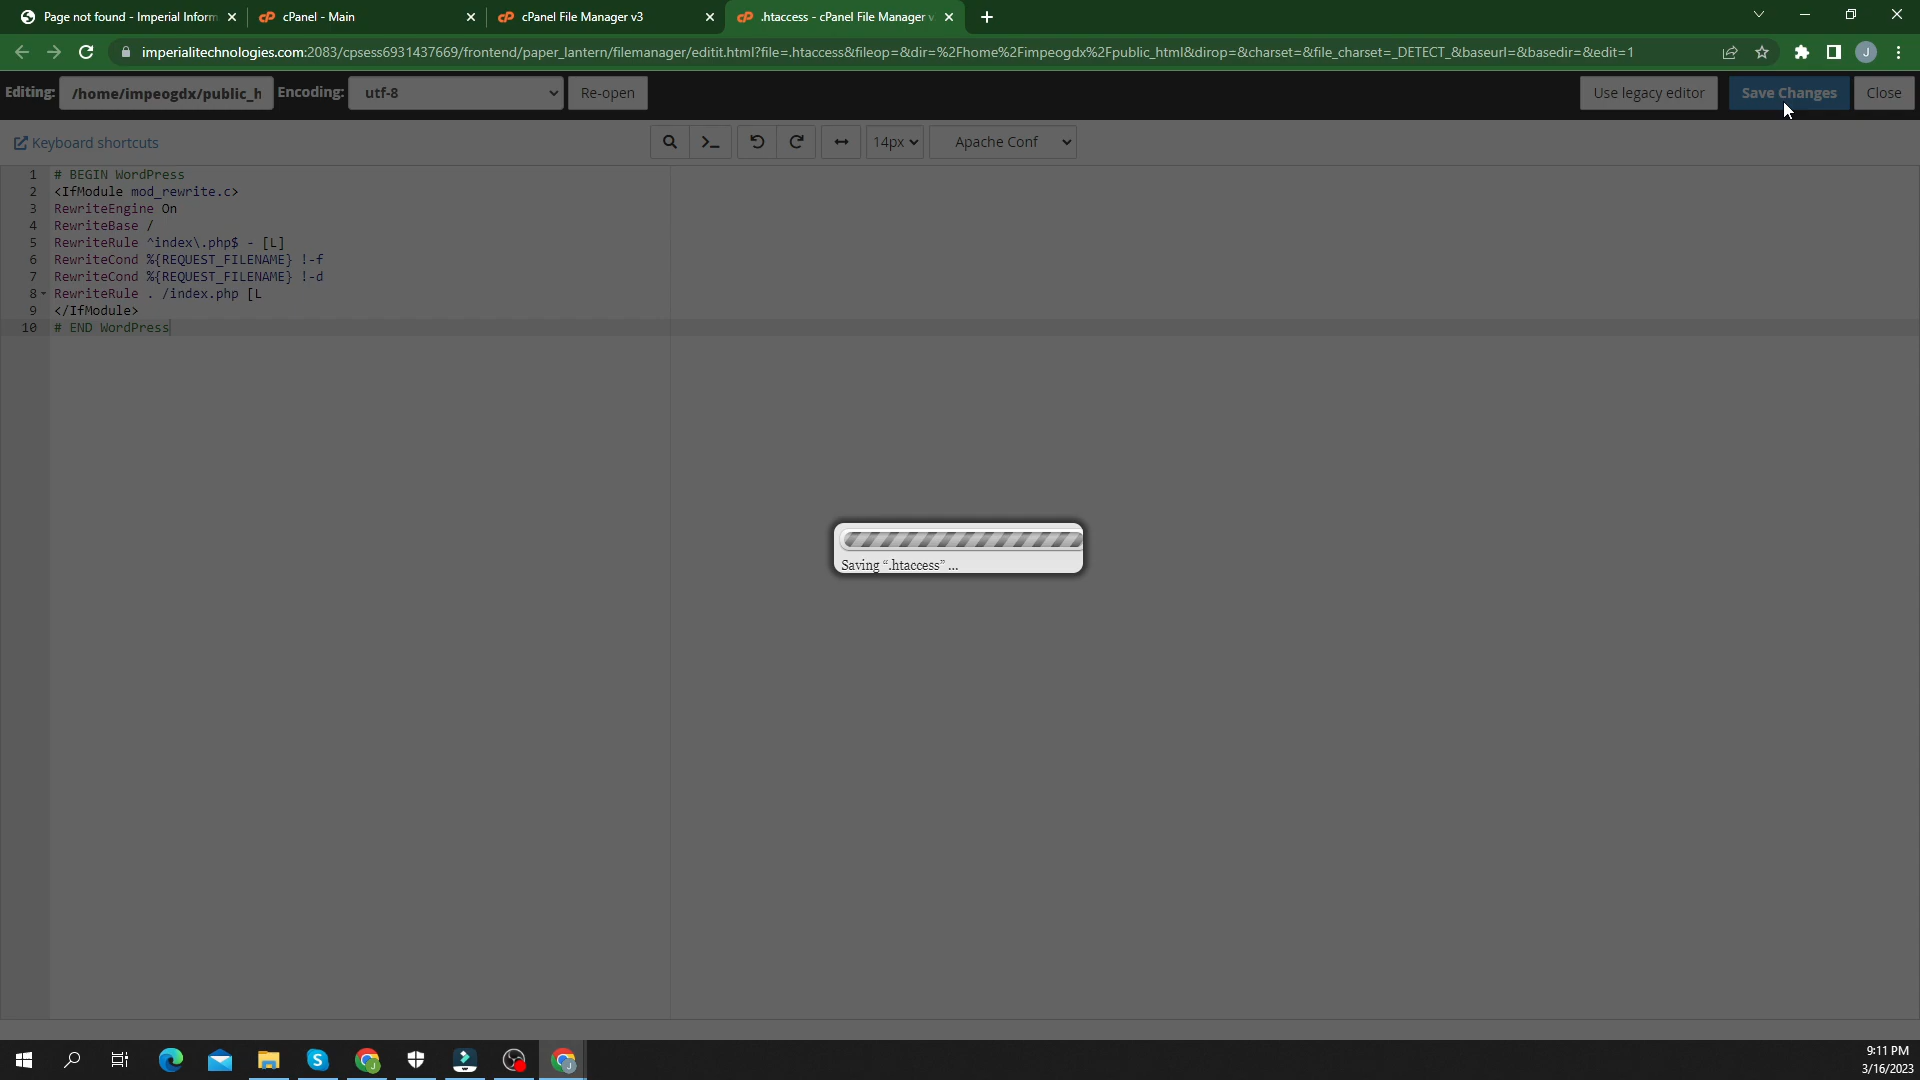 Page not found - Imperial Inform
cPanel - Main
cPanel File Manager v3
.htaccess - cPanel File Manager v
imperialitechnologies.com:2083/cpsess6931437669/frontend/paper_lantern/filemanager/editit.html?file=.htaccess&fileop=&dir=%2Fhome%2Fimpeogdx%2Fpublic_html&dirop=&charset=&file_charset=_DETECT_&baseurl=&basedir=&edit=1
J
Editing: /home/impeogdx/public_h Encoding: utf-8 Re-open Use legacy editor Save Changes Close
Keyboard shortcuts 14px Apache Conf
1 # BEGIN WordPress
2 <IfModule mod_rewrite.c>
3 RewriteEngine On
4 RewriteBase /
5 RewriteRule ^index\.php$ - [L]
6 RewriteCond %{REQUEST_FILENAME} !-f
7 RewriteCond %{REQUEST_FILENAME} !-d
8 RewriteRule . /index.php [L
9 </IfModule>
10 # END WordPress
Saving “.htaccess” ...
9:11 PM
3/16/2023